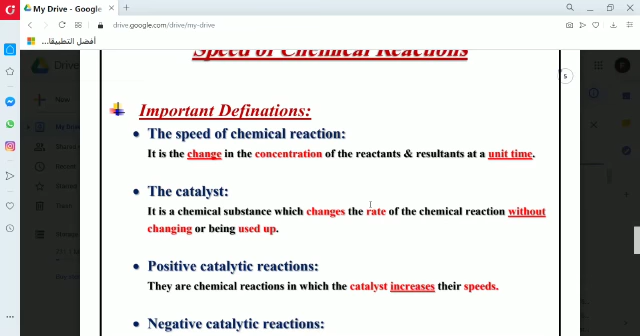 My Drive
drive.google.com/drive/my-drive
أفضل التطبيقا...
Drive
New
5
Speed of Chemical Reactions
Important Definations:
The speed of chemical reaction:
It is the change in the concentration of the reactants & resultants at a unit time.
The catalyst:
It is a chemical substance which changes the rate of the chemical reaction without
changing or being used up.
Positive catalytic reactions:
They are chemical reactions in which the catalyst increases their speeds.
Negative catalytic reactions: